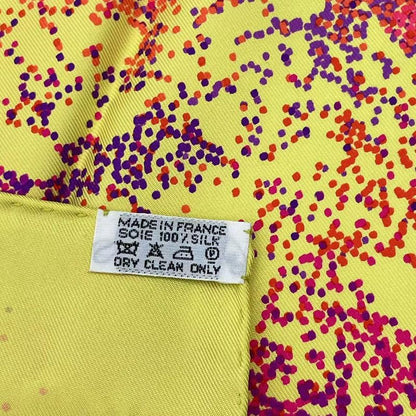 MADE IN FRANCE
SOIE 100% SILK
P
DRY CLEAN ONLY